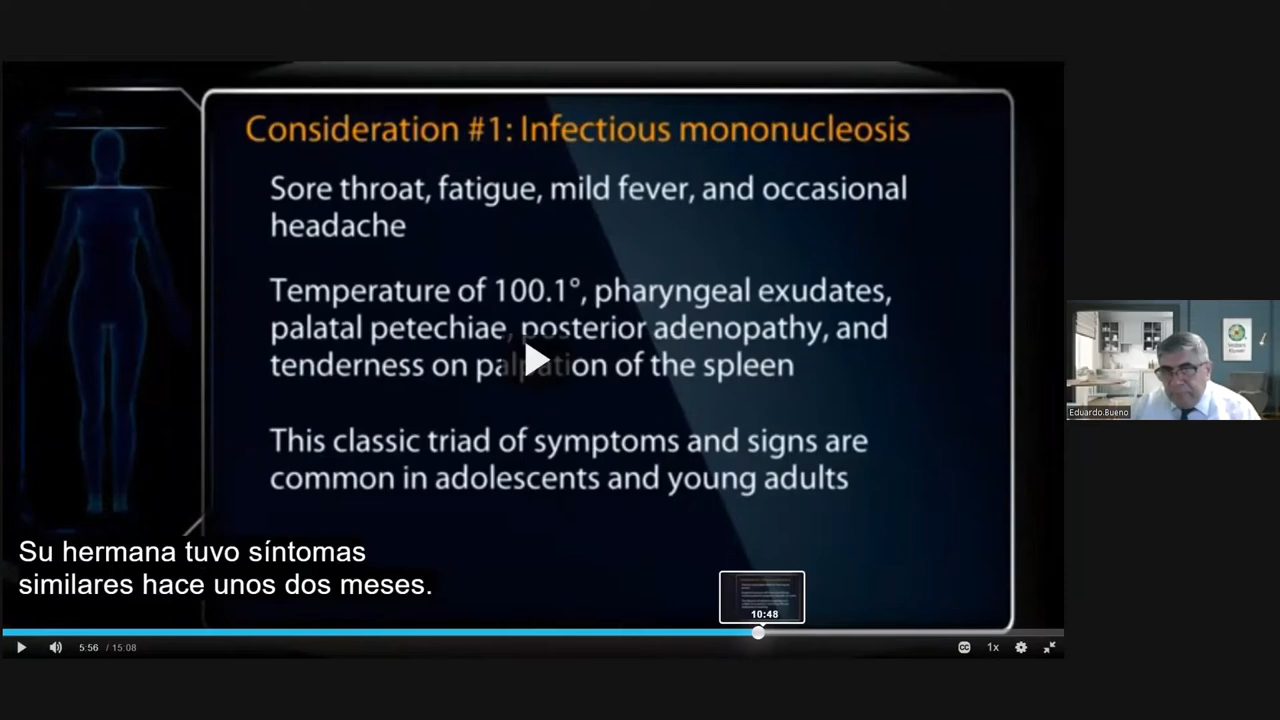 Consideration #1: Infectious mononucleosis
Sore throat, fatigue, mild fever, and occasional
headache
Temperature of 100.1°, pharyngeal exudates,
palatal petechiae, posterior adenopathy, and
tenderness on palpation of the spleen
This classic triad of symptoms and signs are
common in adolescents and young adults
Su hermana tuvo síntomas
similares hace unos dos meses.
10:48
5:56 / 15:08
CC
1x
Wolters
Kluwer
Eduardo.Bueno